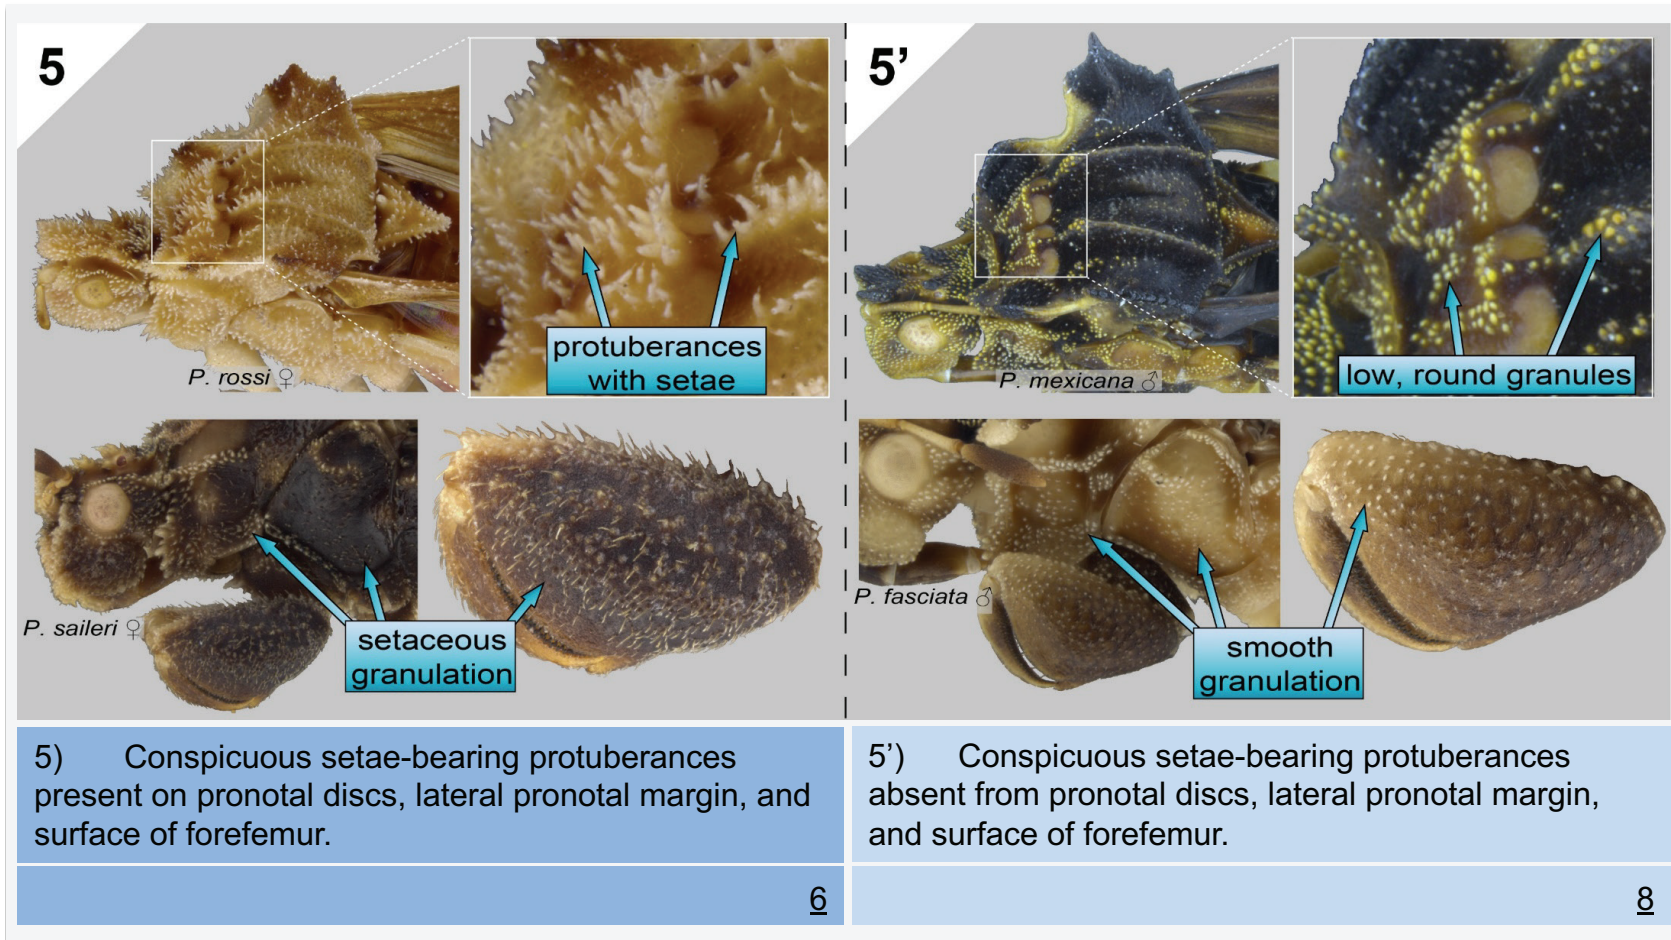 5
protuberances
with setae
P. rossi ♀
P. saileri ♀
setaceous
granulation
5’
P. mexicana ♂
low, round granules
P. fasciata ♂
smooth
granulation
5) Conspicuous setae-bearing protuberances
present on pronotal discs, lateral pronotal margin, and
surface of forefemur.
6
5’) Conspicuous setae-bearing protuberances
absent from pronotal discs, lateral pronotal margin,
and surface of forefemur.
8